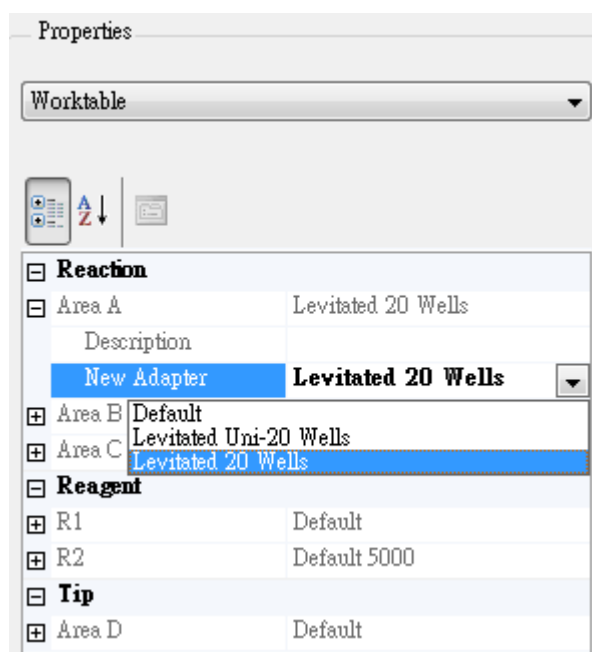 Properties
Worktable
A
Z
Reaction
Area A Levitated 20 Wells
Description
New Adapter Levitated 20 Wells
Area B
Default
Levitated Uni-20 Wells
Area C
Levitated 20 Wells
Reagent
R1 Default
R2 Default 5000
Tip
Area D Default